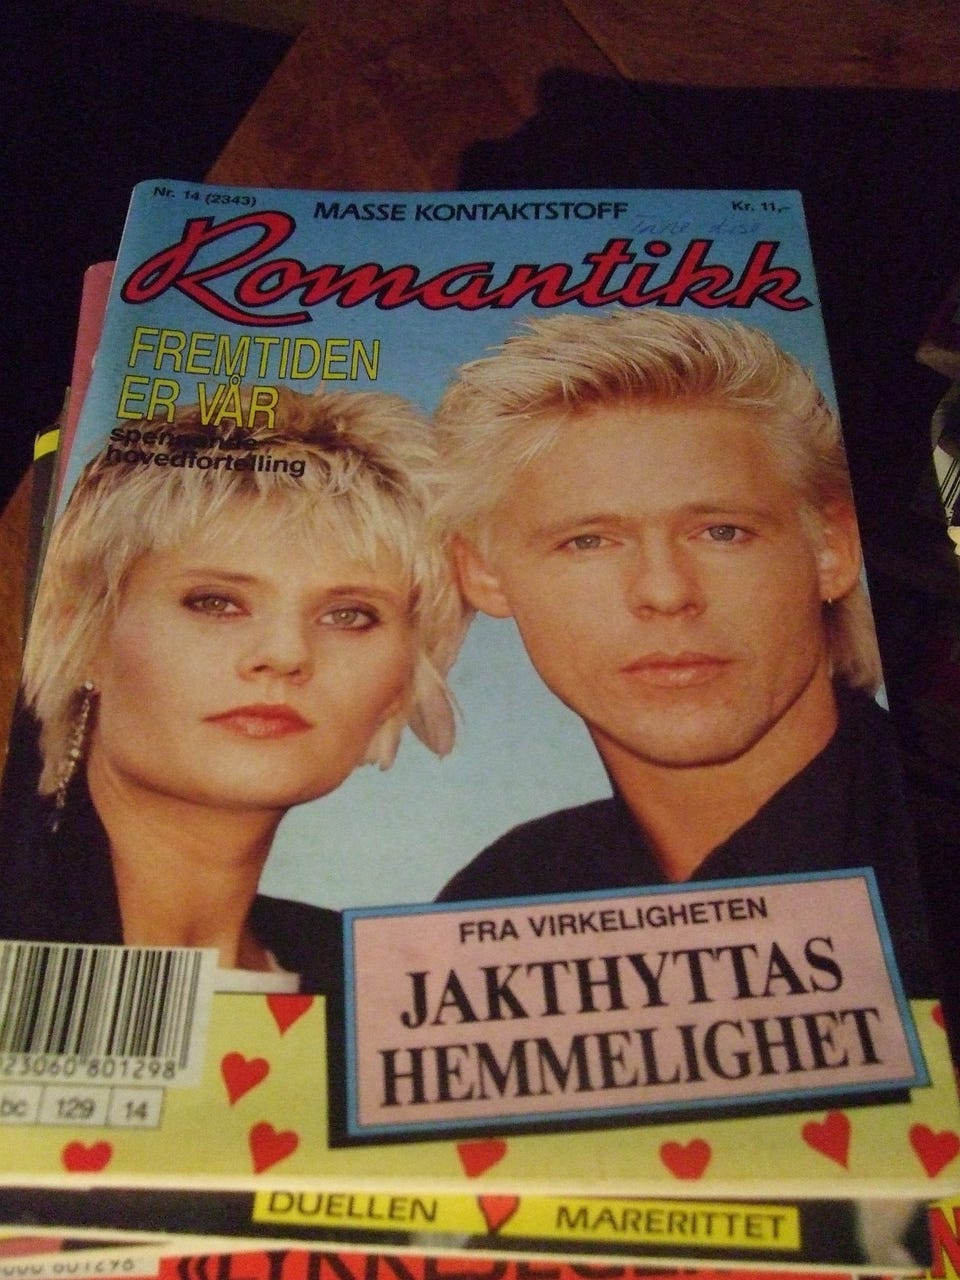 Nr. 14 (2343)
MASSE KONTAKTSTOFF
Kr. 11,-
Romantikk
FREMTIDEN
ER VÅR
spennende
hovedfortelling
FRA VIRKELIGHETEN
JAKTHYTTAS
HEMMELIGHET
23060 801298
bc 129 14
DUELLEN
MARERITTET